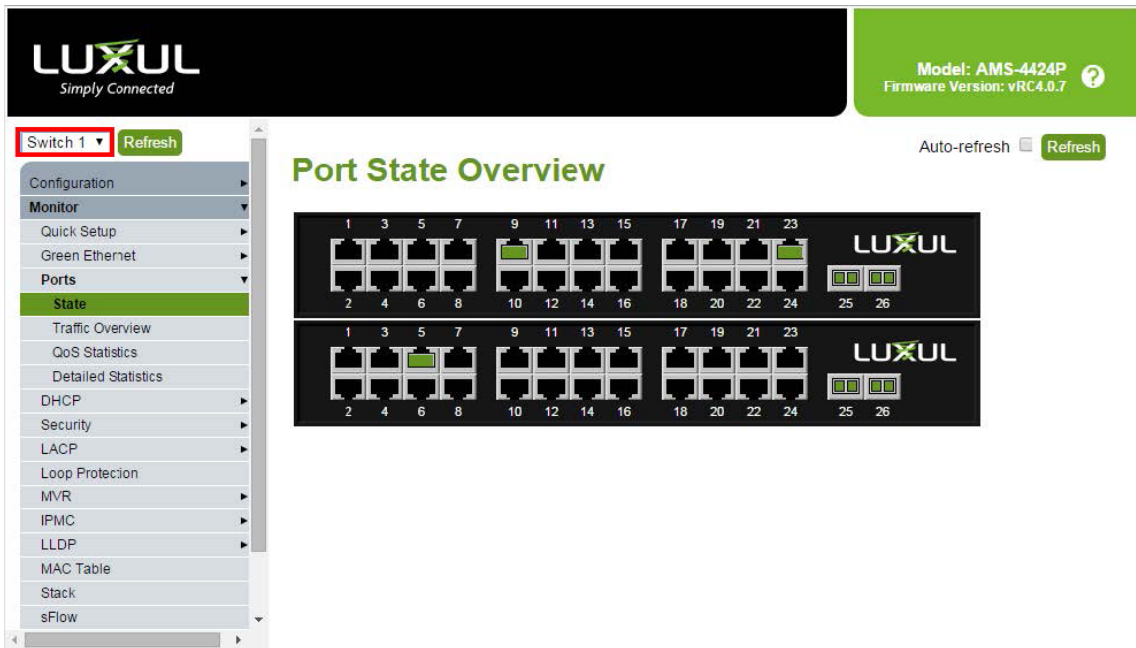 LUXUL
Simply Connected
Model: AMS-4424P
Firmware Version: vRC4.0.7
?
Switch 1 Refresh
Auto-refresh Refresh
Configuration
Monitor
Quick Setup
Green Ethernet
Ports
State
Traffic Overview
QoS Statistics
Detailed Statistics
DHCP
Security
LACP
Loop Protection
MVR
IPMC
LLDP
MAC Table
Stack
sFlow
Port State Overview
1 3 5 7 9 11 13 15 17 19 21 23
LUXUL
2 4 6 8 10 12 14 16 18 20 22 24 25 26
1 3 5 7 9 11 13 15 17 19 21 23
LUXUL
2 4 6 8 10 12 14 16 18 20 22 24 25 26